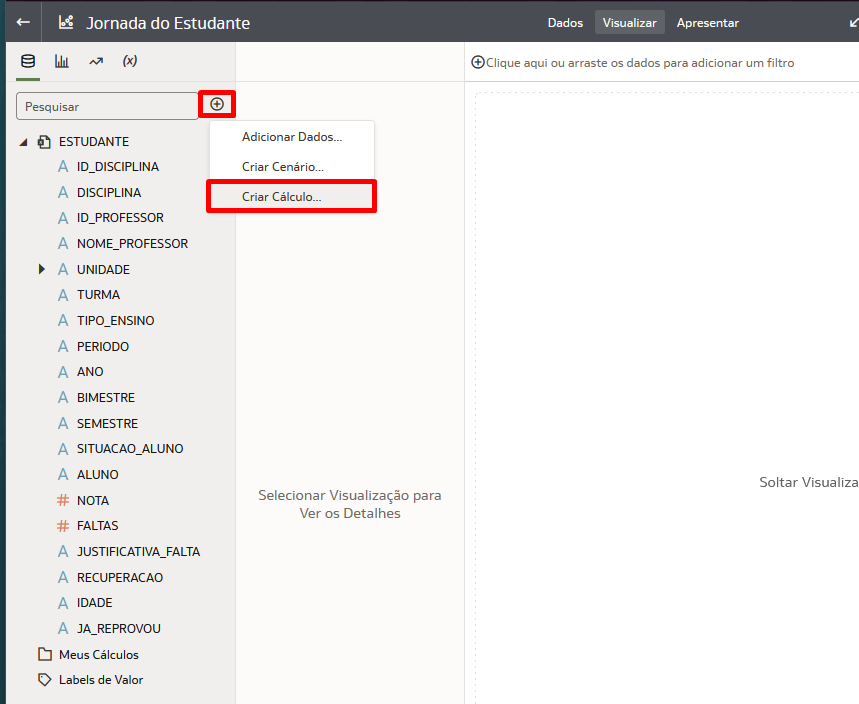 Jornada do Estudante
Dados
Visualizar
Apresentar
(x)
Clique aqui ou arraste os dados para adicionar um filtro
Pesquisar
Adicionar Dados...
Criar Cenário...
Criar Cálculo...
ESTUDANTE
A ID_DISCIPLINA
A DISCIPLINA
A ID_PROFESSOR
A NOME_PROFESSOR
A UNIDADE
A TURMA
A TIPO_ENSINO
A PERIODO
A ANO
A BIMESTRE
A SEMESTRE
A SITUACAO_ALUNO
A ALUNO
# NOTA
# FALTAS
A JUSTIFICATIVA_FALTA
A RECUPERACAO
A IDADE
A JA_REPROVOU
Meus Cálculos
Labels de Valor
Selecionar Visualização para
Ver os Detalhes
Soltar Visualiza